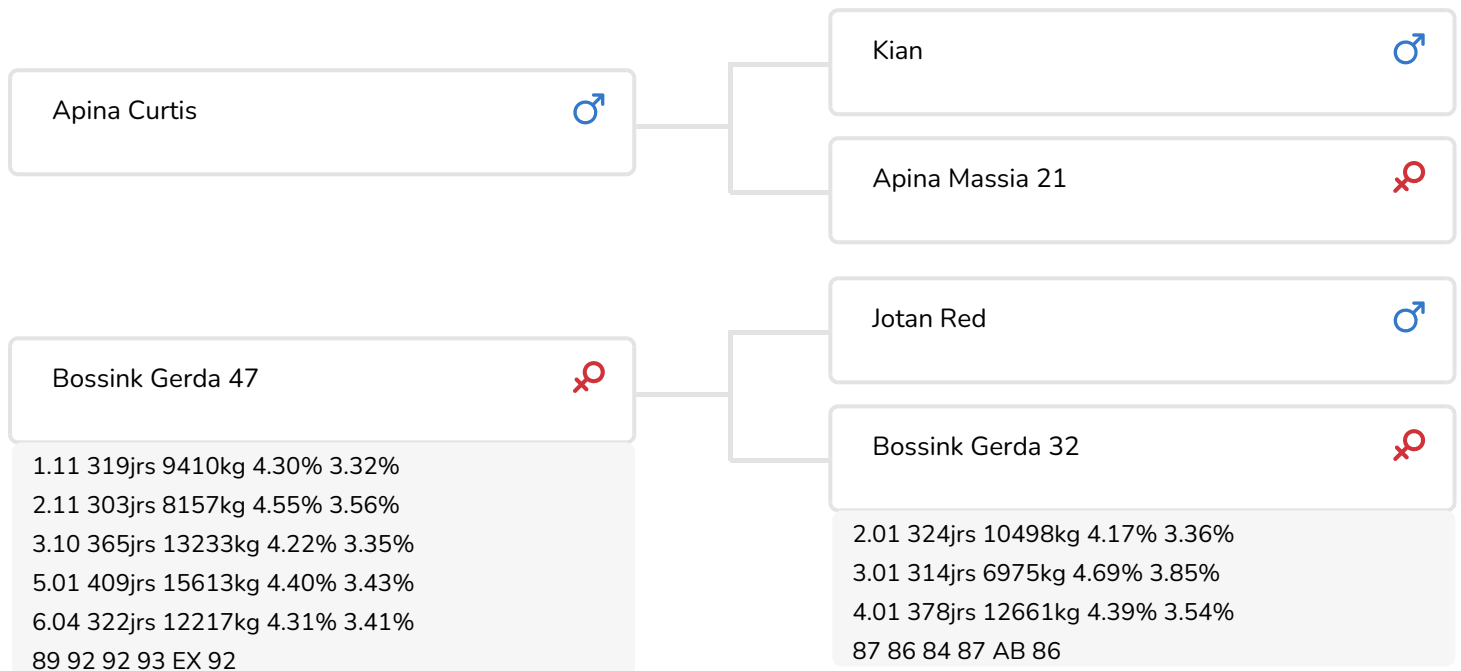 Kian
Apina Curtis
Apina Massia 21
Jotan Red
Bossink Gerda 47
Bossink Gerda 32
1.11 319jrs 9410kg 4.30% 3.32%
2.11 303jrs 8157kg 4.55% 3.56%
3.10 365jrs 13233kg 4.22% 3.35%
5.01 409jrs 15613kg 4.40% 3.43%
6.04 322jrs 12217kg 4.31% 3.41%
89 92 92 93 EX 92
2.01 324jrs 10498kg 4.17% 3.36%
3.01 314jrs 6975kg 4.69% 3.85%
4.01 378jrs 12661kg 4.39% 3.54%
87 86 84 87 AB 86